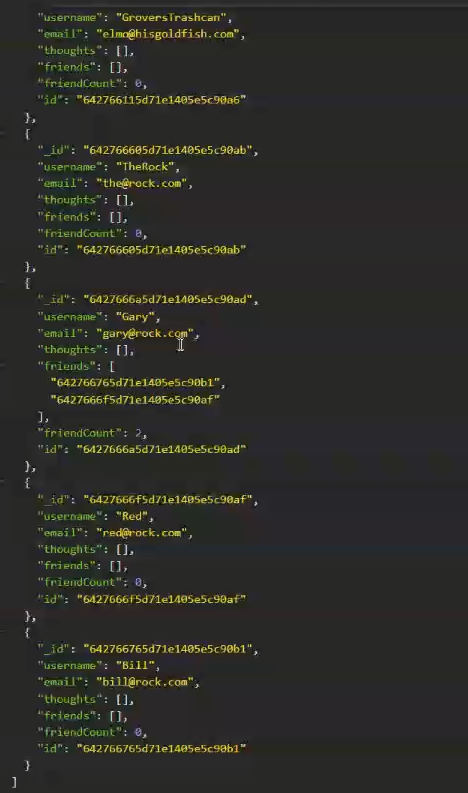 "username": "GroversTrashcan",
"email": "elmo@hisgoldfish.com",
"thoughts": [],
"friends": [],
"friendCount": 0,
"id": "642766115d71e1405e5c90a6"
},
{
"_id": "642766605d71e1405e5c90ab",
"username": "TheRock",
"email": "the@rock.com",
"thoughts": [],
"friends": [],
"friendCount": 0,
"id": "642766605d71e1405e5c90ab"
},
{
"_id": "6427666a5d71e1405e5c90ad",
"username": "Gary",
"email": "gary@rock.com",
"thoughts": [],
"friends": [
"642766765d71e1405e5c90b1",
"6427666f5d71e1405e5c90af"
],
"friendCount": 2,
"id": "6427666a5d71e1405e5c90ad"
},
{
"_id": "6427666f5d71e1405e5c90af",
"username": "Red",
"email": "red@rock.com",
"thoughts": [],
"friends": [],
"friendCount": 0,
"id": "6427666f5d71e1405e5c90af"
},
{
"_id": "642766765d71e1405e5c90b1",
"username": "Bill",
"email": "bill@rock.com",
"thoughts": [],
"friends": [],
"friendCount": 0,
"id": "642766765d71e1405e5c90b1"
}
]